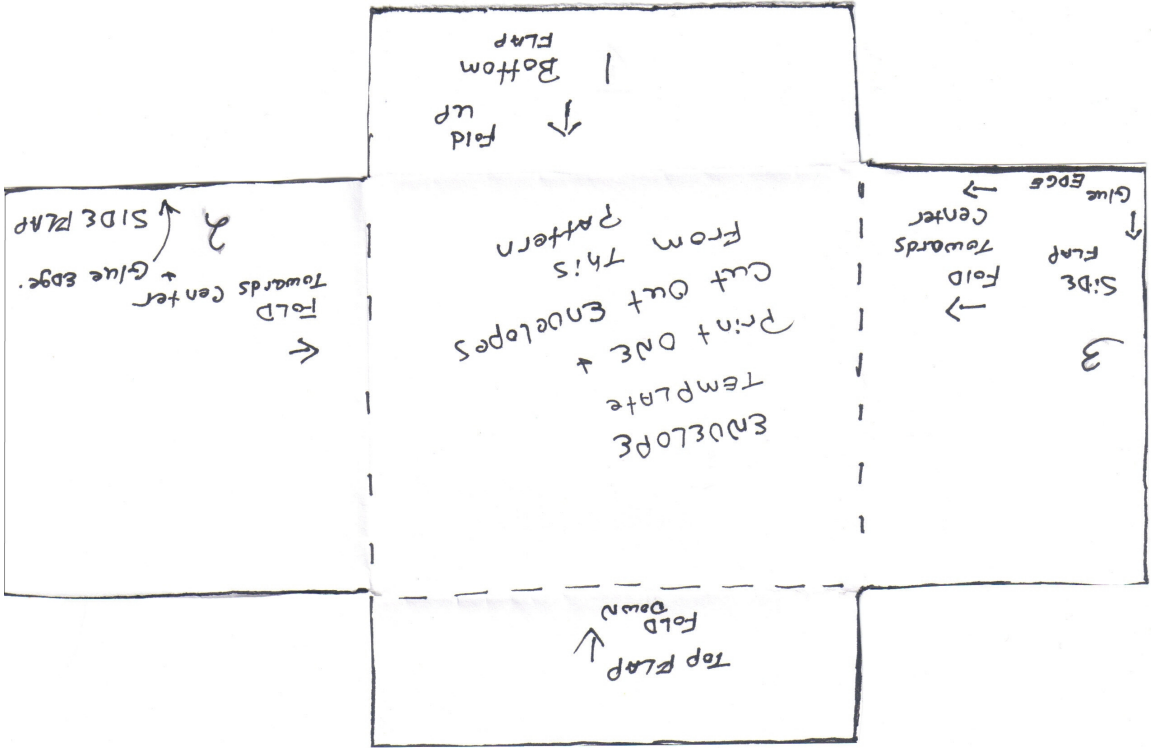 Top FLAP
FOLD
DOWN
ENVELOPE
TEMPLate
Print ONE +
Cut Out Envelopes
From This
Pattern
3
SiDE
FLAP
FOLD
Towards
Center
Glue EDGE
FOLD
Towards Center
+ Glue Edge.
2 SIDE FLAP
Fold
UP
1 Bottom
FLAP